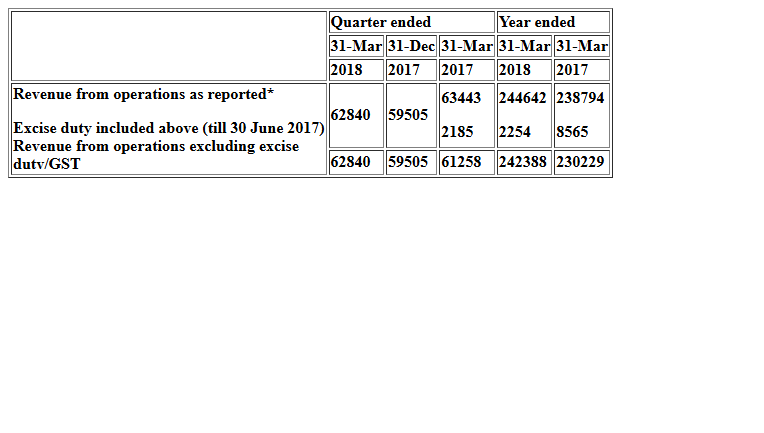 Quarter ended Year ended
31-Mar 31-Dec 31-Mar 31-Mar 31-Mar
2018 2017 2017 2018 2017
Revenue from operations as reported* 63443 244642 238794
62840 59505
Excise duty included above (till 30 June 2017) 2185 2254 8565
Revenue from operations excluding excise
dutv/GST 62840 59505 61258 242388 230229